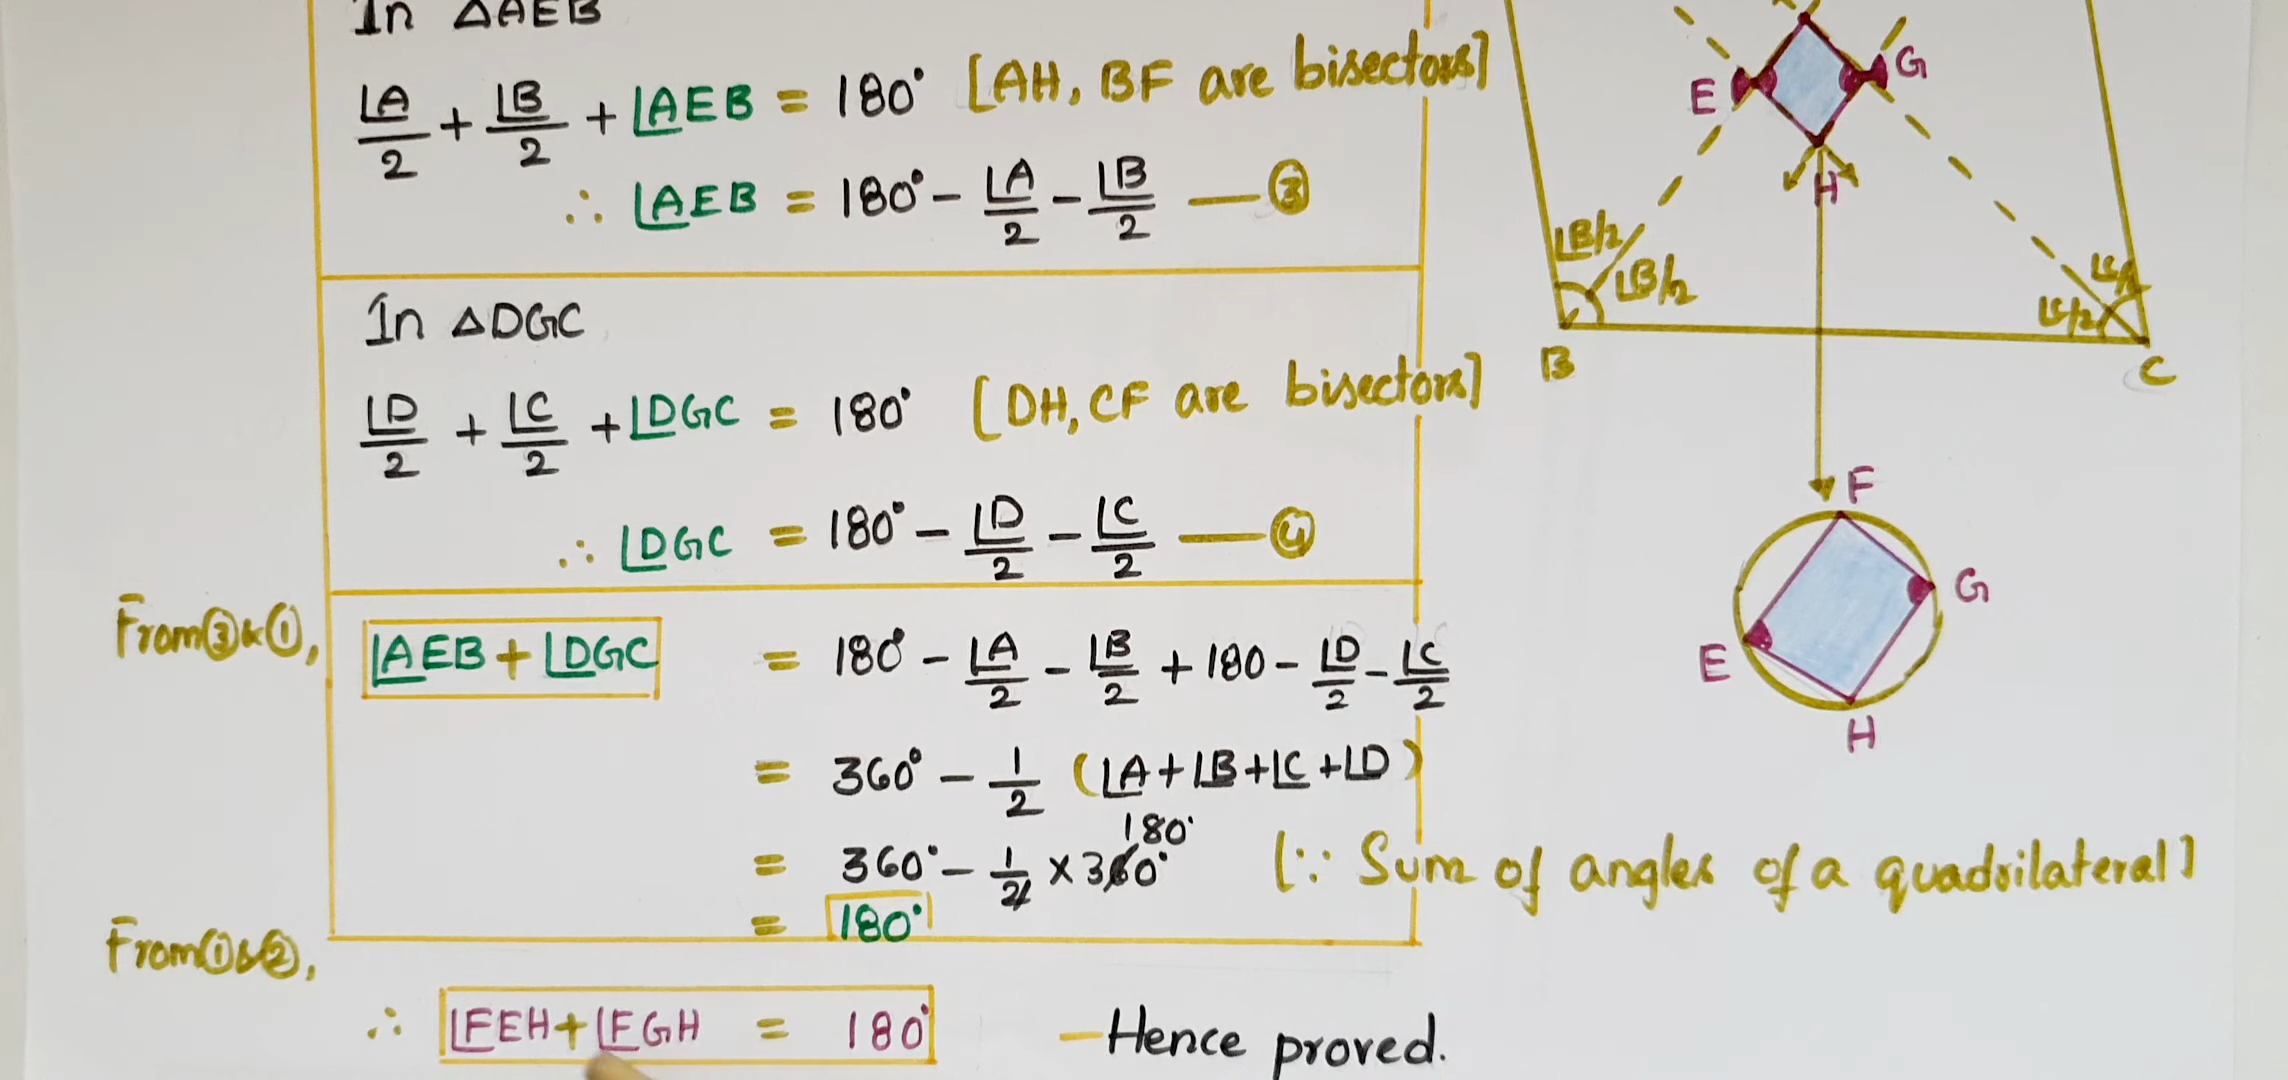 In △AEB
∠A/2 + ∠B/2 + ∠AEB = 180° [AH, BF are bisectors]
∴ ∠AEB = 180° - ∠A/2 - ∠B/2 — ③
In △DGC
∠D/2 + ∠C/2 + ∠DGC = 180° [DH, CF are bisectors]
∴ ∠DGC = 180° - ∠D/2 - ∠C/2 — ④
From ③ & ①,
∠AEB + ∠DGC = 180° - ∠A/2 - ∠B/2 + 180 - ∠D/2 - ∠C/2
= 360° - 1/2 (∠A + ∠B + ∠C + ∠D)
180°
= 360° - 1/2 × 360° [∵ Sum of angles of a quadrilateral]
= 180°
From ① & ②,
∴ ∠FEH + ∠FGH = 180° - Hence proved.
E
G
H
∠B/2
∠B/2
∠C/2
∠C/2
B
C
F
G
E
H